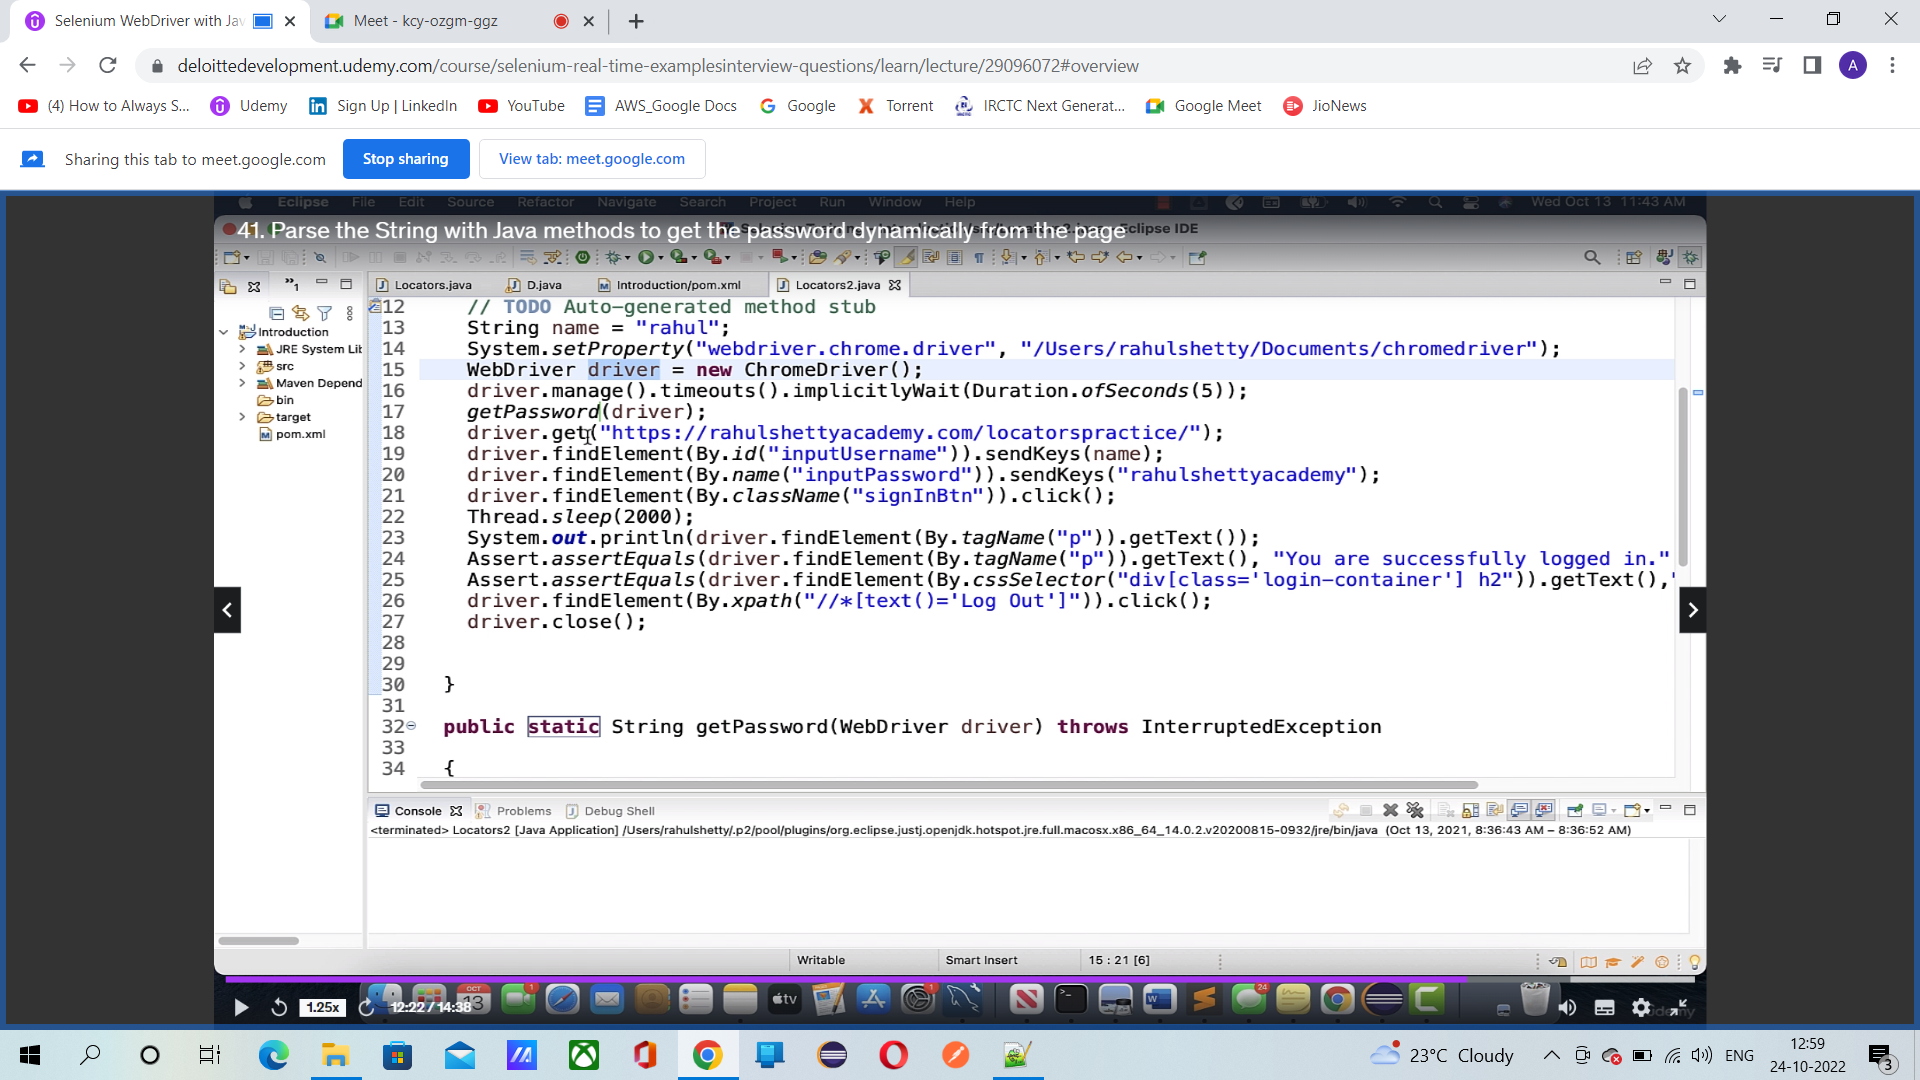 Selenium WebDriver with Jav
Meet - kcy-ozgm-ggz
deloittedevelopment.udemy.com/course/selenium-real-time-examplesinterview-questions/learn/lecture/29096072#overview
A
(4) How to Always S...
Udemy
Sign Up | LinkedIn
YouTube
AWS_Google Docs
Google
Torrent
IRCTC Next Generat...
Google Meet
JioNews
Sharing this tab to meet.google.com
Stop sharing
View tab: meet.google.com
Eclipse File Edit Source Refactor Navigate Search Project Run Window Help
Wed Oct 13 11:43 AM
41. Parse the String with Java methods to get the password dynamically from the page
Eclipse IDE
Locators.java
D.java
Introduction/pom.xml
Locators2.java
Introduction
JRE System Lib
src
Maven Depend
bin
target
pom.xml
12 // TODO Auto-generated method stub
13 String name = "rahul";
14 System.setProperty("webdriver.chrome.driver", "/Users/rahulshetty/Documents/chromedriver");
15 WebDriver driver = new ChromeDriver();
16 driver.manage().timeouts().implicitlyWait(Duration.ofSeconds(5));
17 getPassword(driver);
18 driver.get("https://rahulshettyacademy.com/locatorspractice/");
19 driver.findElement(By.id("inputUsername")).sendKeys(name);
20 driver.findElement(By.name("inputPassword")).sendKeys("rahulshettyacademy");
21 driver.findElement(By.className("signInBtn")).click();
22 Thread.sleep(2000);
23 System.out.println(driver.findElement(By.tagName("p")).getText());
24 Assert.assertEquals(driver.findElement(By.tagName("p")).getText(), "You are successfully logged in."
25 Assert.assertEquals(driver.findElement(By.cssSelector("div[class='login-container'] h2")).getText(),"
26 driver.findElement(By.xpath("//*[text()='Log Out']")).click();
27 driver.close();
28
29
30 }
31
32 public static String getPassword(WebDriver driver) throws InterruptedException
33
34 {
Console
Problems
Debug Shell
<terminated> Locators2 [Java Application] /Users/rahulshetty/.p2/pool/plugins/org.eclipse.justj.openjdk.hotspot.jre.full.macosx.x86_64_14.0.2.v20200815-0932/jre/bin/java (Oct 13, 2021, 8:36:43 AM – 8:36:52 AM)
Writable
Smart Insert
15 : 21 [6]
1.25x
12:22 / 14:38
OCT
13
tv
udemy
23°C Cloudy
ENG
12:59
24-10-2022
3